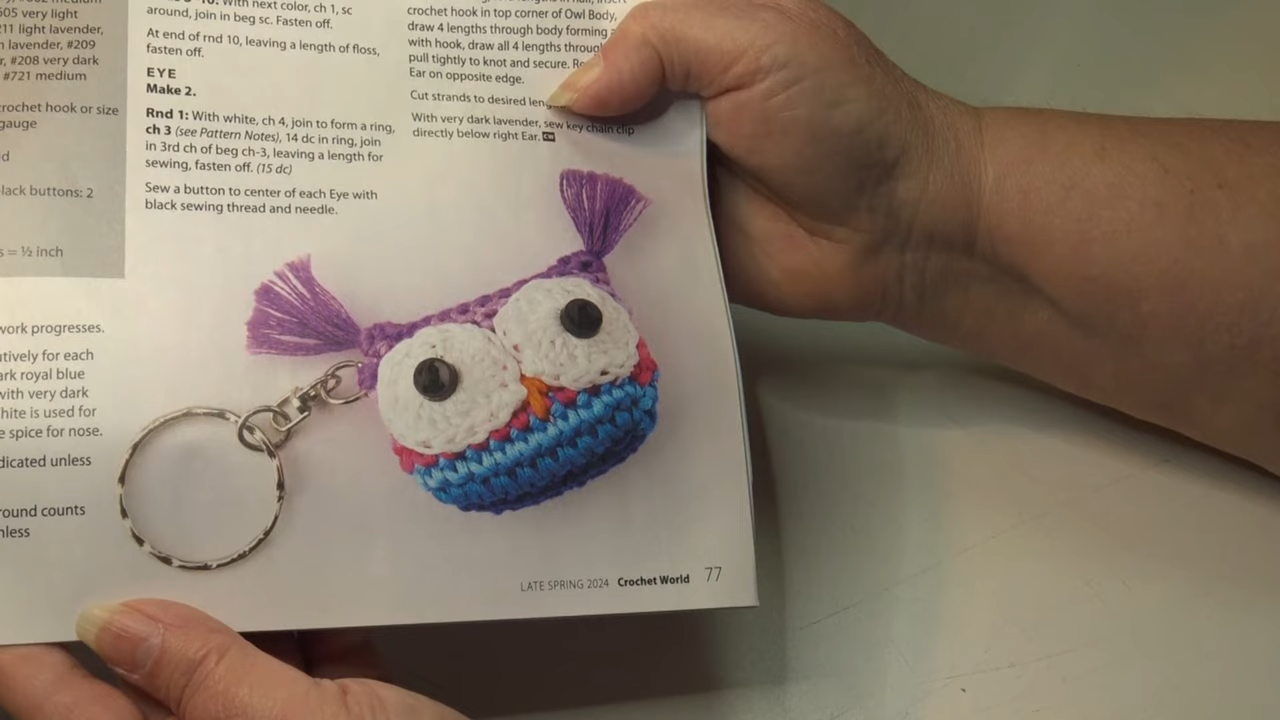 605 very light
211 light lavender,
lavender, #209
#208 very dark
#721 medium
crochet hook or size
gauge
black buttons: 2
= ½ inch
work progresses.
for each
royal blue
with very dark
White is used for
spice for nose.
indicated unless
round counts
With next color, ch 1, sc
around, join in beg sc. Fasten off.
At end of rnd 10, leaving a length of floss,
fasten off.
EYE
Make 2.
Rnd 1: With white, ch 4, join to form a ring,
ch 3 (see Pattern Notes), 14 dc in ring, join
in 3rd ch of beg ch-3, leaving a length for
sewing, fasten off. (15 dc)
Sew a button to center of each Eye with
black sewing thread and needle.
crochet hook in top corner of Owl Body,
draw 4 lengths through body forming
with hook, draw all 4 lengths through
pull tightly to knot and secure.
Ear on opposite edge.
Cut strands to desired
With very dark lavender, sew key chain clip
directly below right Ear. CW
LATE SPRING 2024 Crochet World 77